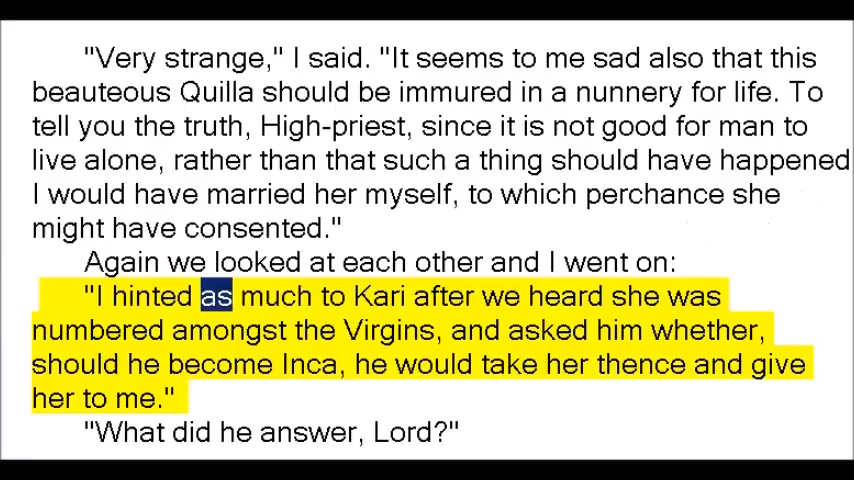 "Very strange," I said. "It seems to me sad also that this
beauteous Quilla should be immured in a nunnery for life. To
tell you the truth, High-priest, since it is not good for man to
live alone, rather than that such a thing should have happened
I would have married her myself, to which perchance she
might have consented."
Again we looked at each other and I went on:
"I hinted as much to Kari after we heard she was
numbered amongst the Virgins, and asked him whether,
should he become Inca, he would take her thence and give
her to me."
"What did he answer, Lord?"